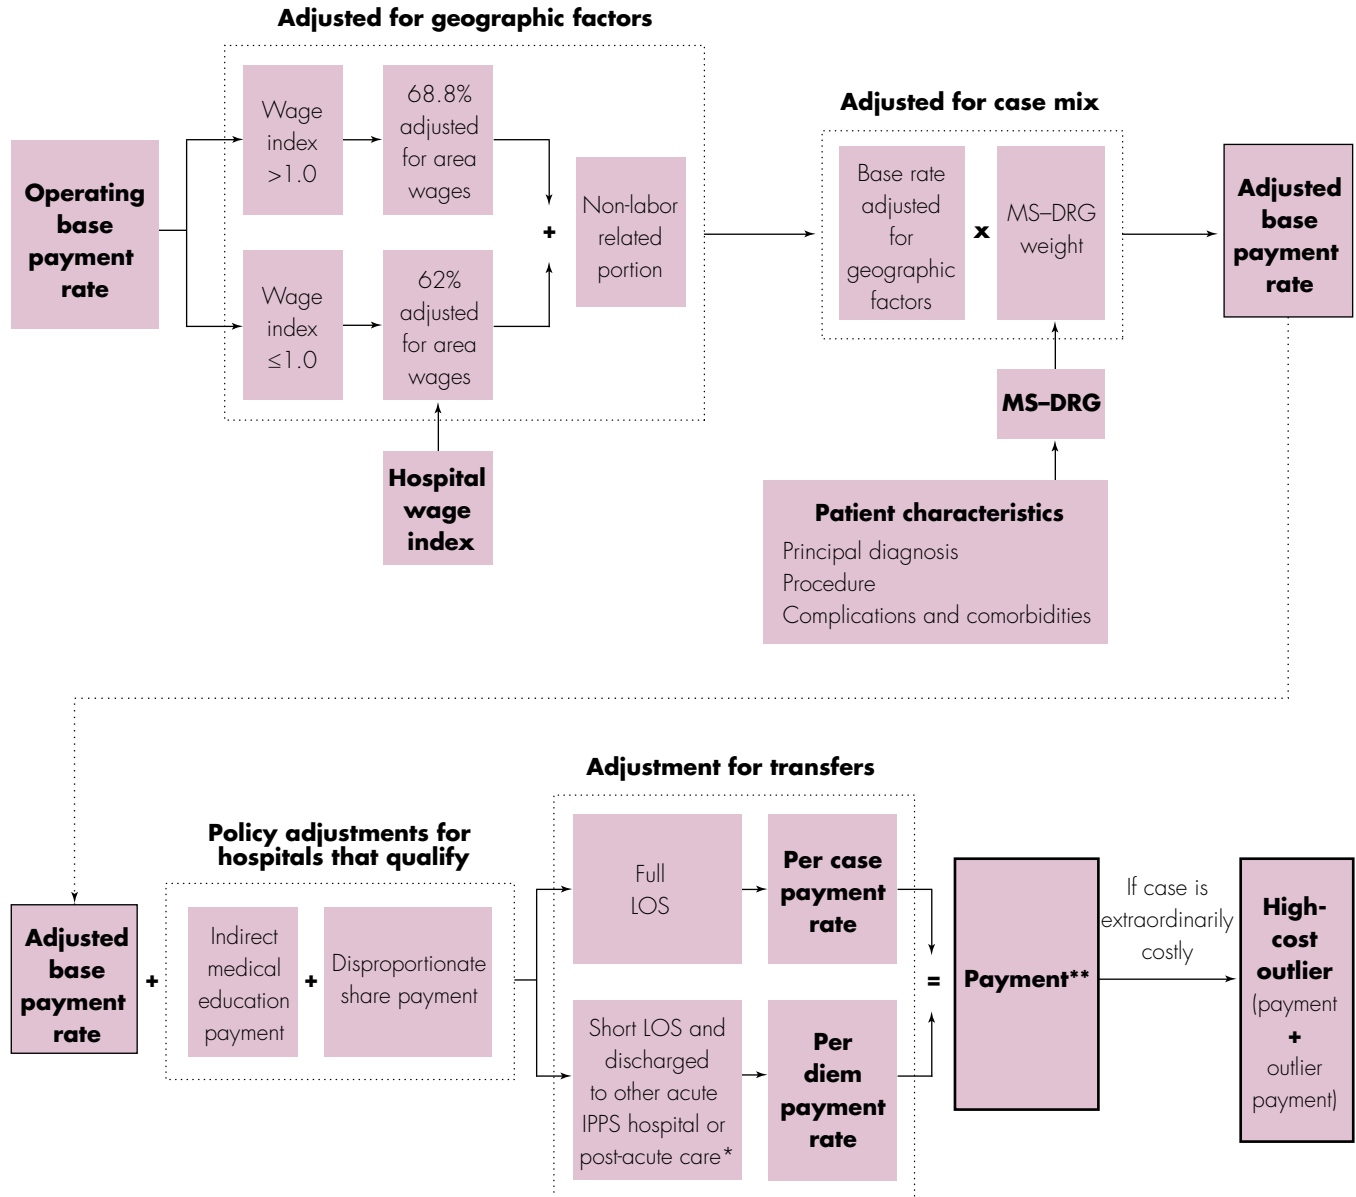 Adjusted for geographic factors
Operating
base
payment
rate
Wage
index
>1.0
68.8%
adjusted
for area
wages
Wage
index
≤1.0
62%
adjusted
for area
wages
+
Non-labor
related
portion
Hospital
wage
index
Adjusted for case mix
Base rate
adjusted
for
geographic
factors
x
MS–DRG
weight
MS–DRG
Patient characteristics
Principal diagnosis
Procedure
Complications and comorbidities
Adjusted
base
payment
rate
Adjusted
base
payment
rate
+
Policy adjustments for
hospitals that qualify
Indirect
medical
education
payment
+
Disproportionate
share payment
Adjustment for transfers
Full
LOS
Per case
payment
rate
Short LOS and
discharged
to other acute
IPPS hospital or
post-acute care*
Per
diem
payment
rate
=
Payment**
If case is
extraordinarily
costly
High-
cost
outlier
(payment
+
outlier
payment)